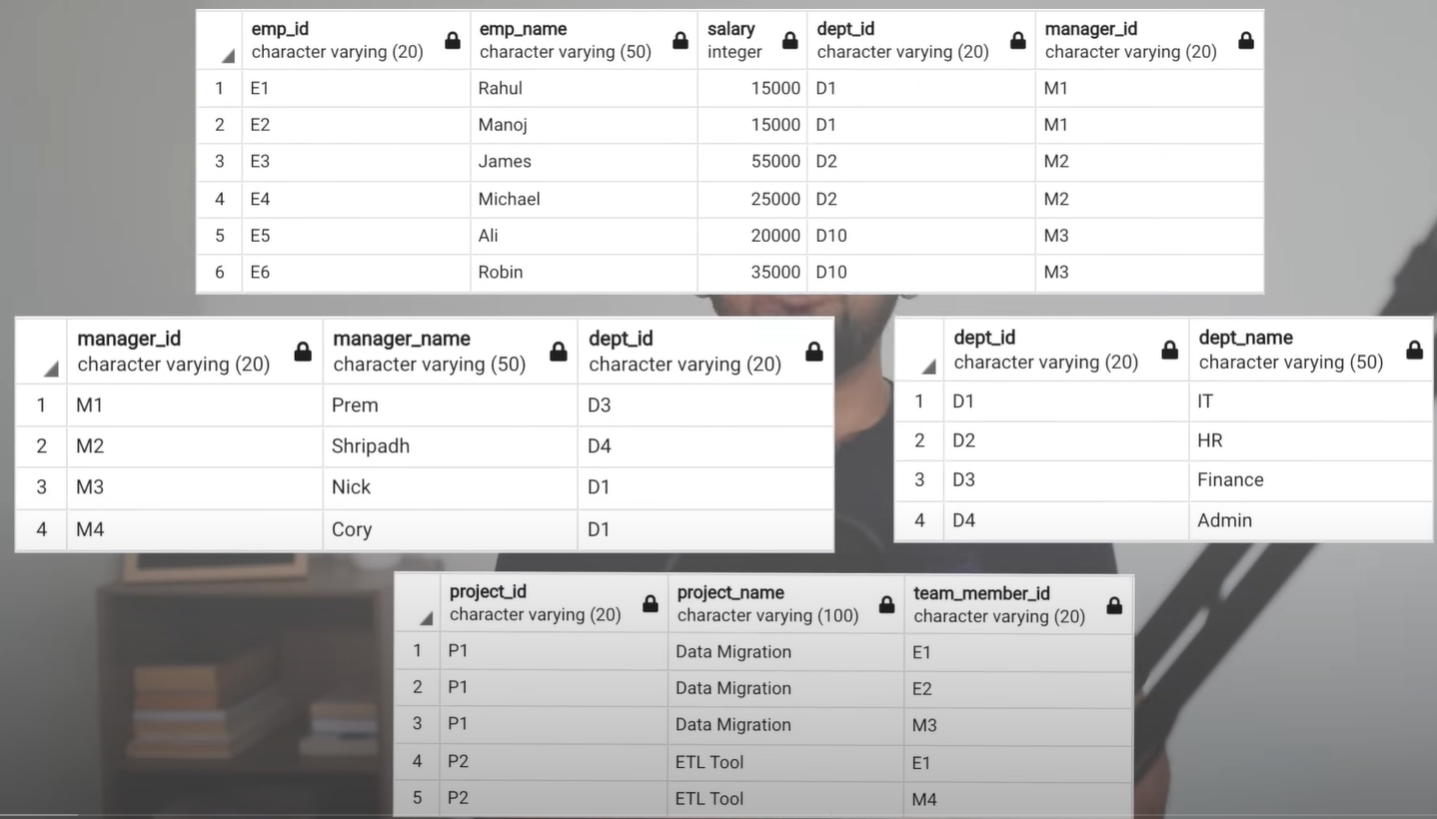 emp_id emp_name salary dept_id manager_id
character varying (20) character varying (50) integer character varying (20) character varying (20)
1 E1 Rahul 15000 D1 M1
2 E2 Manoj 15000 D1 M1
3 E3 James 55000 D2 M2
4 E4 Michael 25000 D2 M2
5 E5 Ali 20000 D10 M3
6 E6 Robin 35000 D10 M3
manager_id manager_name dept_id
character varying (20) character varying (50) character varying (20)
1 M1 Prem D3
2 M2 Shripadh D4
3 M3 Nick D1
4 M4 Cory D1
dept_id dept_name
character varying (20) character varying (50)
1 D1 IT
2 D2 HR
3 D3 Finance
4 D4 Admin
project_id project_name team_member_id
character varying (20) character varying (100) character varying (20)
1 P1 Data Migration E1
2 P1 Data Migration E2
3 P1 Data Migration M3
4 P2 ETL Tool E1
5 P2 ETL Tool M4